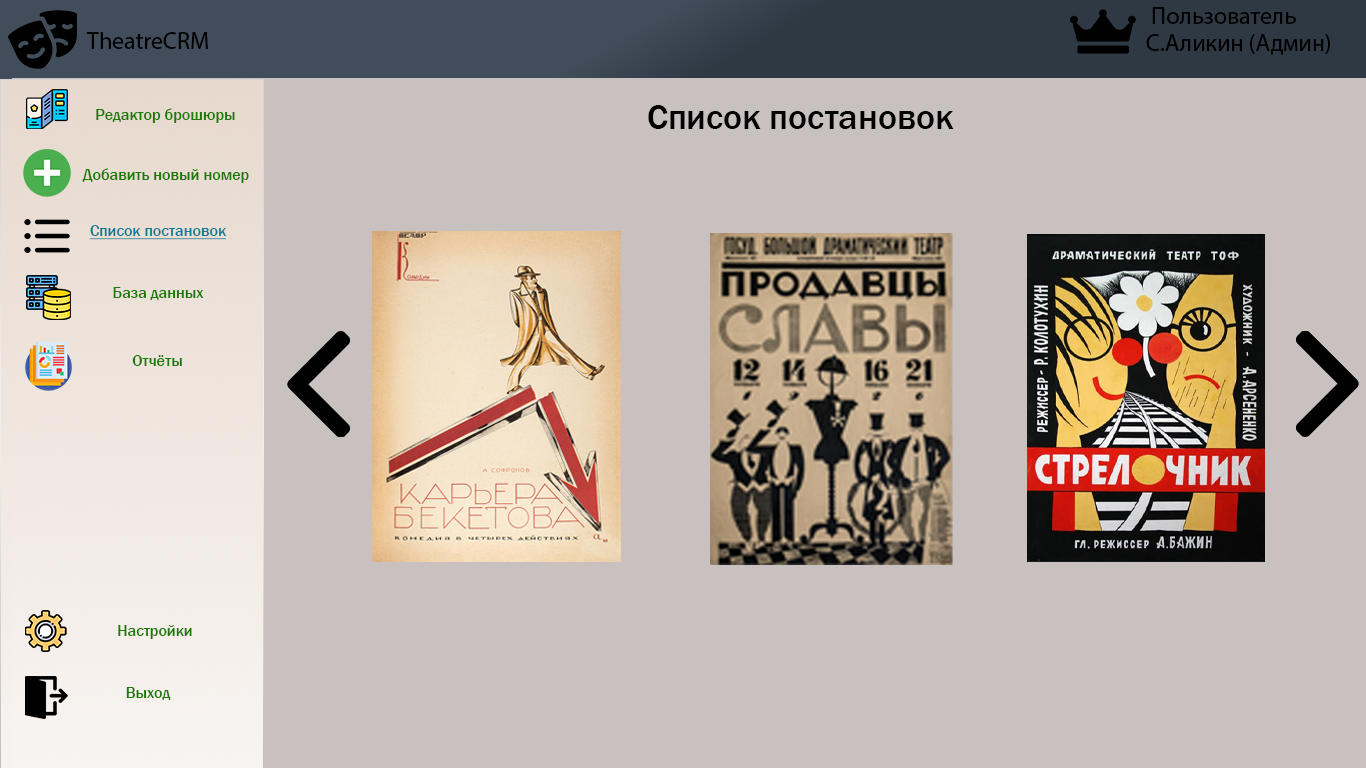 TheatreCRM
Пользователь
С.Аликин (Админ)
Редактор брошюры
Добавить новый номер
Список постановок
База данных
Отчёты
Настройки
Выход
Список постановок
А СОФРОНОВ
КАРЬЕРА
БЕКЕТОВА
КОМЕДИЯ В ЧЕТЫРЕХ ДЕЙСТВИЯХ
ГОСУД. БОЛЬШОЙ ДРАМАТИЧЕСКИЙ ТЕАТР
ПРОДАВЦЫ
СЛАВЫ
12 14 16 21
ДРАМАТИЧЕСКИЙ ТЕАТР ТОФ
РЕЖИССЕР - Р. КОЛОТУХИН
ХУДОЖНИК - А. АРСЕНЕНКО
СТРЕЛОЧНИК
ГЛ. РЕЖИССЕР А.БАЖИН